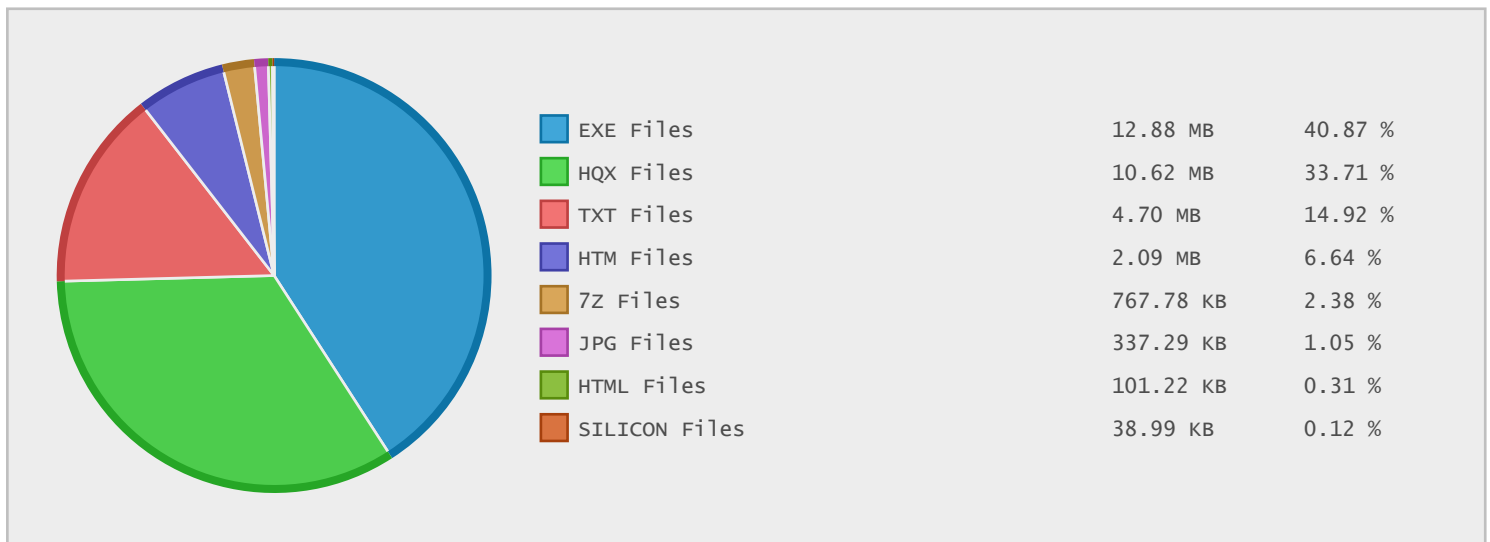 EXE Files 12.88 MB 40.87 %
HQX Files 10.62 MB 33.71 %
TXT Files 4.70 MB 14.92 %
HTM Files 2.09 MB 6.64 %
7Z Files 767.78 KB 2.38 %
JPG Files 337.29 KB 1.05 %
HTML Files 101.22 KB 0.31 %
SILICON Files 38.99 KB 0.12 %